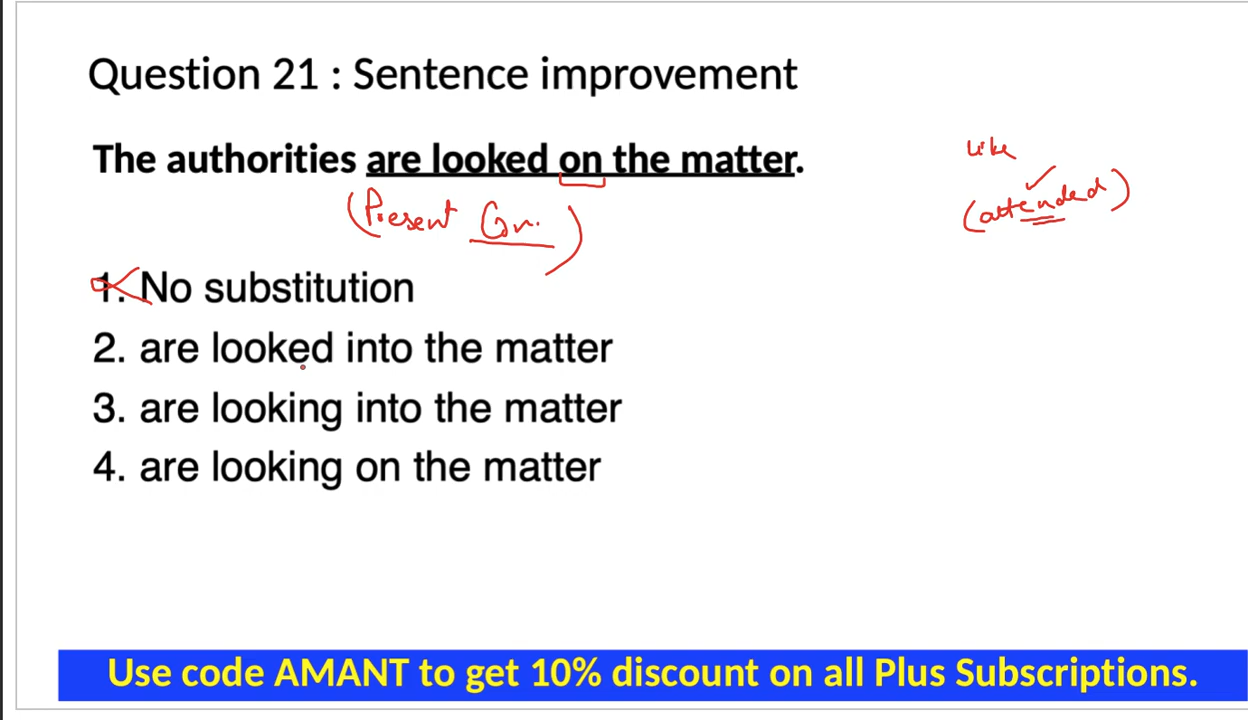 Question 21 : Sentence improvement
The authorities are looked on the matter.
like
(attended)
(Present Con.)
1. No substitution
2. are looked into the matter
3. are looking into the matter
4. are looking on the matter
Use code AMANT to get 10% discount on all Plus Subscriptions.